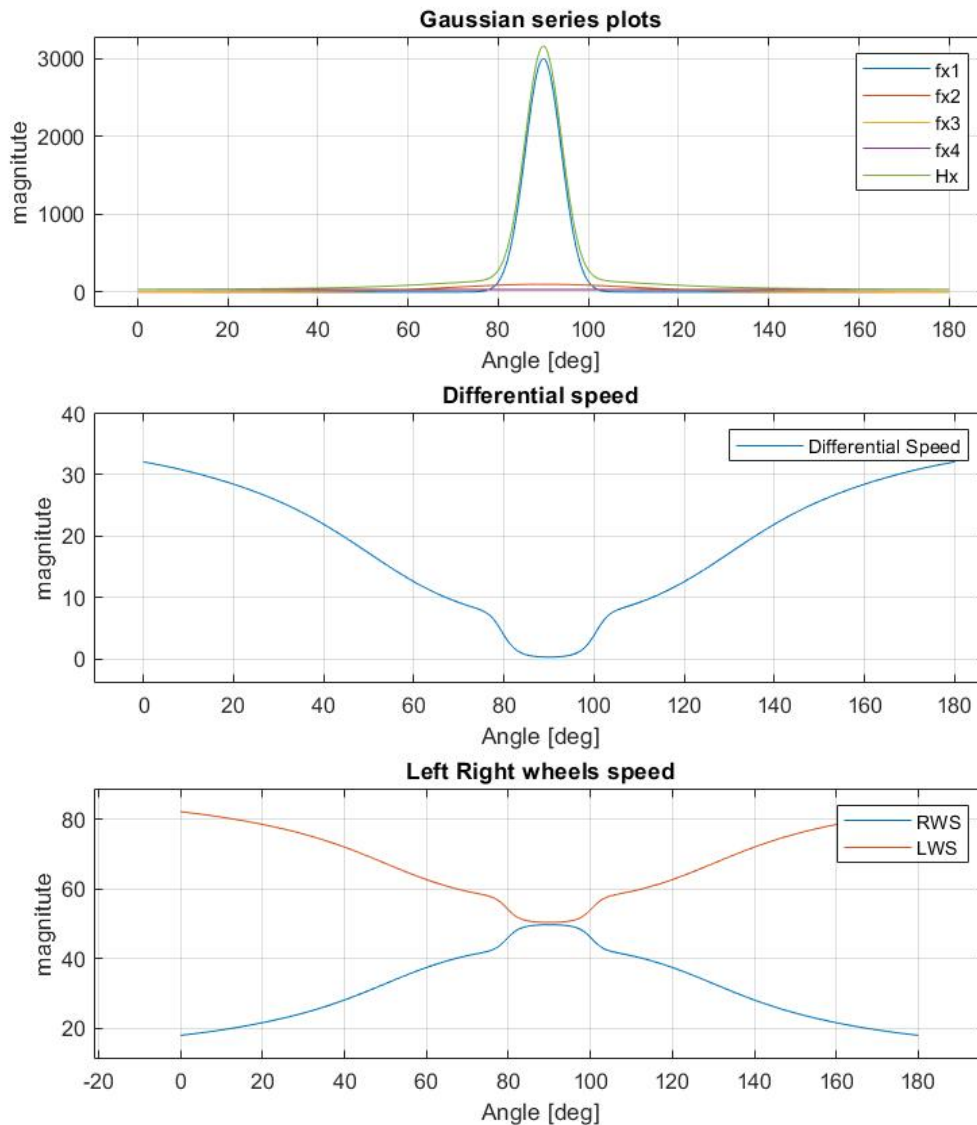 Gaussian series plots
3000
2000
1000
0
magnitute
fx1
fx2
fx3
fx4
Hx
0 20 40 60 80 100 120 140 160 180
Angle [deg]
Differential speed
40
30
20
10
0
magnitute
Differential Speed
0 20 40 60 80 100 120 140 160 180
Angle [deg]
Left Right wheels speed
80
60
40
20
magnitute
RWS
LWS
-20 0 20 40 60 80 100 120 140 160 180
Angle [deg]